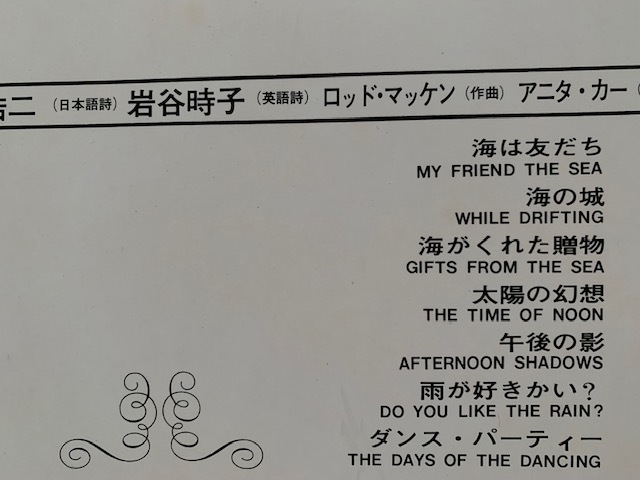 二 (日本語詩) 岩谷時子 (英語詩) ロッド・マッケン (作曲) アニタ・カー (
海は友だち
MY FRIEND THE SEA
海の城
WHILE DRIFTING
海がくれた贈物
GIFTS FROM THE SEA
太陽の幻想
THE TIME OF NOON
午後の影
AFTERNOON SHADOWS
雨が好きかい?
DO YOU LIKE THE RAIN?
ダンス・パーティー
THE DAYS OF THE DANCING